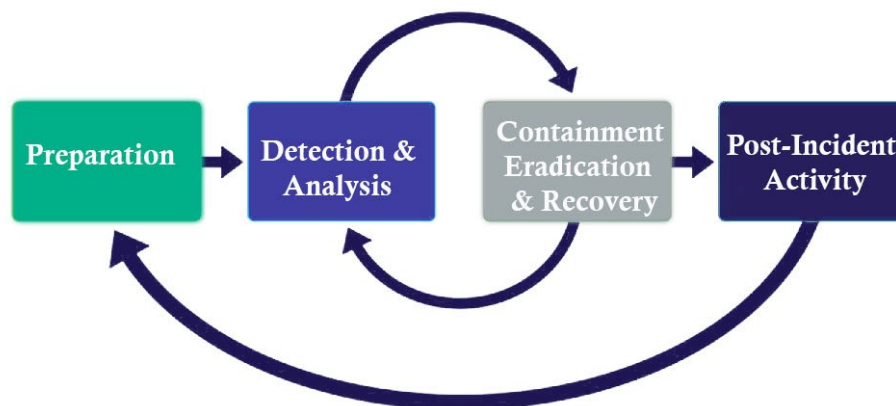 Preparation
Detection &
Analysis
Containment
Eradication
& Recovery
Post-Incident
Activity